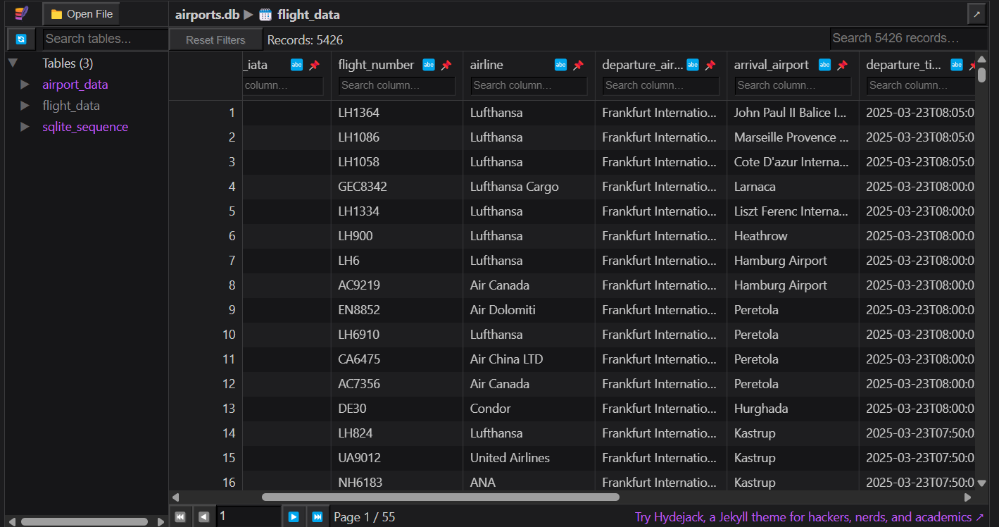 Open File airports.db flight_data
Search tables... Reset Filters Records: 5426 Search 5426 records…
Tables (3)
airport_data
flight_data
sqlite_sequence
_iata abc flight_number abc airline abc departure_air... abc arrival_airport abc departure_ti... abc
column... Search column... Search column... Search column... Search column... Search column...
1 LH1364 Lufthansa Frankfurt Internatio... John Paul II Balice I... 2025-03-23T08:05:0
2 LH1086 Lufthansa Frankfurt Internatio... Marseille Provence ... 2025-03-23T08:05:0
3 LH1058 Lufthansa Frankfurt Internatio... Cote D'azur Interna... 2025-03-23T08:05:0
4 GEC8342 Lufthansa Cargo Frankfurt Internatio... Larnaca 2025-03-23T08:00:0
5 LH1334 Lufthansa Frankfurt Internatio... Liszt Ferenc Interna... 2025-03-23T08:00:0
6 LH900 Lufthansa Frankfurt Internatio... Heathrow 2025-03-23T08:00:0
7 LH6 Lufthansa Frankfurt Internatio... Hamburg Airport 2025-03-23T08:00:0
8 AC9219 Air Canada Frankfurt Internatio... Hamburg Airport 2025-03-23T08:00:0
9 EN8852 Air Dolomiti Frankfurt Internatio... Peretola 2025-03-23T08:00:0
10 LH6910 Lufthansa Frankfurt Internatio... Peretola 2025-03-23T08:00:0
11 CA6475 Air China LTD Frankfurt Internatio... Peretola 2025-03-23T08:00:0
12 AC7356 Air Canada Frankfurt Internatio... Peretola 2025-03-23T08:00:0
13 DE30 Condor Frankfurt Internatio... Hurghada 2025-03-23T08:00:0
14 LH824 Lufthansa Frankfurt Internatio... Kastrup 2025-03-23T07:50:0
15 UA9012 United Airlines Frankfurt Internatio... Kastrup 2025-03-23T07:50:0
16 NH6183 ANA Frankfurt Internatio... Kastrup 2025-03-23T07:50:0
1 Page 1 / 55 Try Hydejack, a Jekyll theme for hackers, nerds, and academics ↗